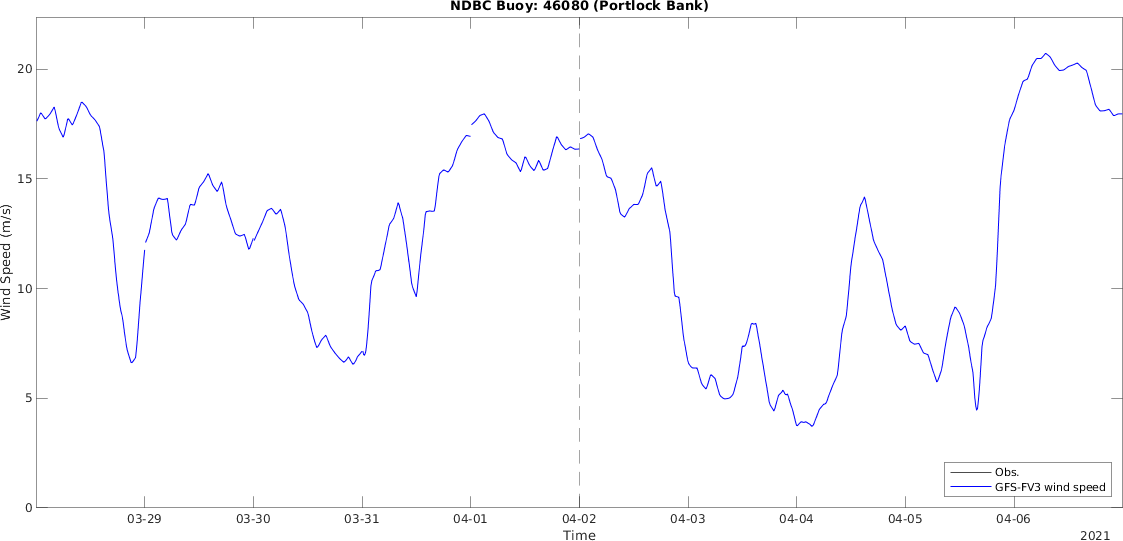 NDBC Buoy: 46080 (Portlock Bank)
20
15
10
5
0
Wind Speed (m/s)
Obs.
GFS-FV3 wind speed
03-29 03-30 03-31 04-01 04-02 04-03 04-04 04-05 04-06
Time
2021